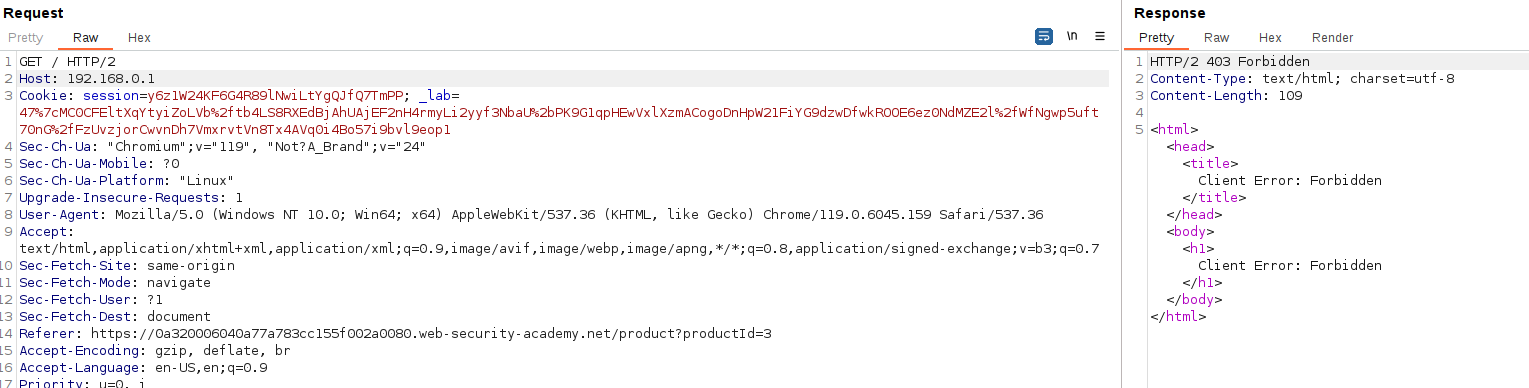 Request
Pretty Raw Hex
\n
1 GET / HTTP/2
2 Host: 192.168.0.1
3 Cookie: session=y6z1W24KF6G4R89lNwiLtYgQJfQ7TmPP; _lab=
47%7cMC0CFEltXqYtyiZoLVb%2ftb4LS8RXEdBjAhUAjEF2nH4rmyLi2yyf3NbaU%2bPK9G1qpHEwVxlXzmACogoDnHpW21FiYG9dzwDfwkROOE6ez0NdMZE2l%2fWfNgwp5uft
70nG%2fFzUvzjorCwvnDh7VmxrvtVn8Tx4AVq0i4Bo57i9bvl9eop1
4 Sec-Ch-Ua: "Chromium";v="119", "Not?A_Brand";v="24"
5 Sec-Ch-Ua-Mobile: ?0
6 Sec-Ch-Ua-Platform: "Linux"
7 Upgrade-Insecure-Requests: 1
8 User-Agent: Mozilla/5.0 (Windows NT 10.0; Win64; x64) AppleWebKit/537.36 (KHTML, like Gecko) Chrome/119.0.6045.159 Safari/537.36
9 Accept:
text/html,application/xhtml+xml,application/xml;q=0.9,image/avif,image/webp,image/apng,*/*;q=0.8,application/signed-exchange;v=b3;q=0.7
10 Sec-Fetch-Site: same-origin
11 Sec-Fetch-Mode: navigate
12 Sec-Fetch-User: ?1
13 Sec-Fetch-Dest: document
14 Referer: https://0a320006040a77a783cc155f002a0080.web-security-academy.net/product?productId=3
15 Accept-Encoding: gzip, deflate, br
16 Accept-Language: en-US,en;q=0.9
17 Priority: u=0, i
Response
Pretty Raw Hex Render
1 HTTP/2 403 Forbidden
2 Content-Type: text/html; charset=utf-8
3 Content-Length: 109
4
5 <html>
<head>
<title>
Client Error: Forbidden
</title>
</head>
<body>
<h1>
Client Error: Forbidden
</h1>
</body>
</html>